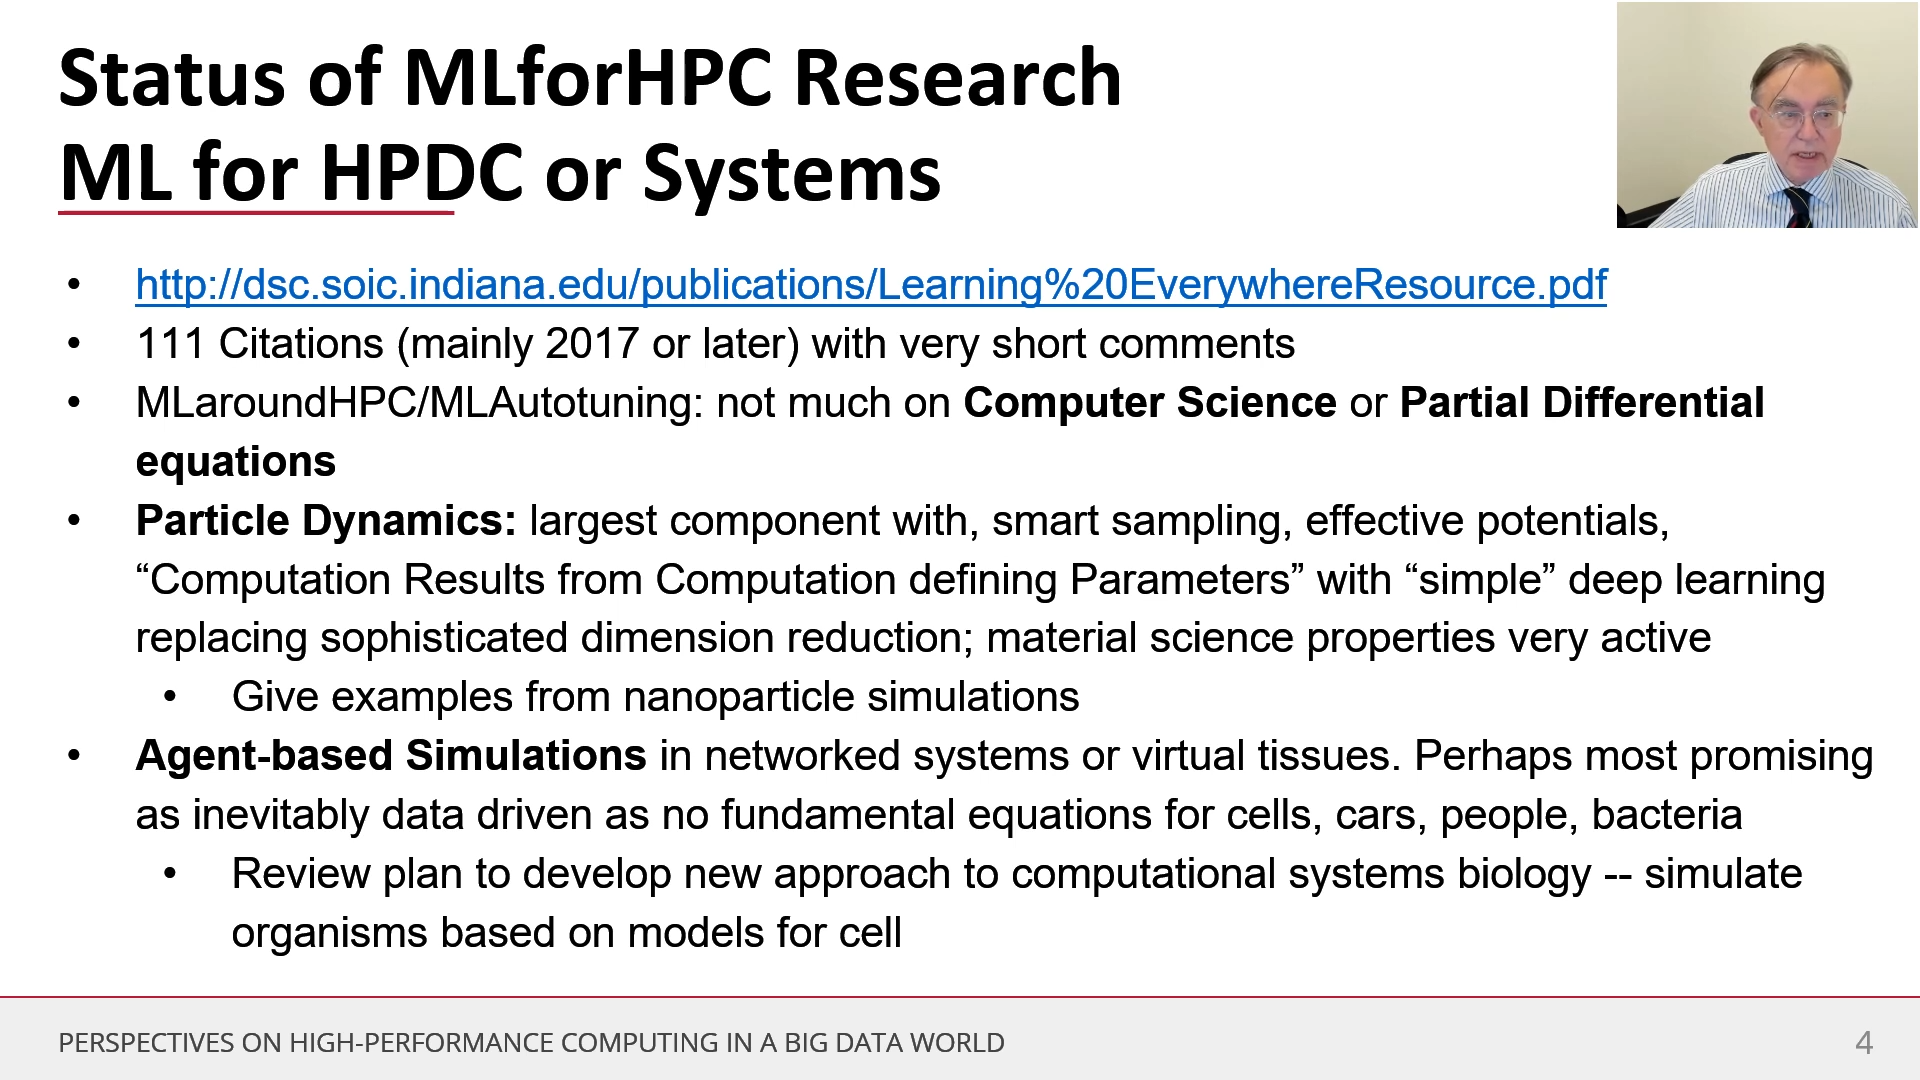 Status of MLforHPC Research
ML for HPDC or Systems
• http://dsc.soic.indiana.edu/publications/Learning%20EverywhereResource.pdf
• 111 Citations (mainly 2017 or later) with very short comments
• MLaroundHPC/MLAutotuning: not much on Computer Science or Partial Differential
equations
• Particle Dynamics: largest component with, smart sampling, effective potentials,
“Computation Results from Computation defining Parameters” with “simple” deep learning
replacing sophisticated dimension reduction; material science properties very active
• Give examples from nanoparticle simulations
• Agent-based Simulations in networked systems or virtual tissues. Perhaps most promising
as inevitably data driven as no fundamental equations for cells, cars, people, bacteria
• Review plan to develop new approach to computational systems biology -- simulate
organisms based on models for cell
PERSPECTIVES ON HIGH-PERFORMANCE COMPUTING IN A BIG DATA WORLD
4